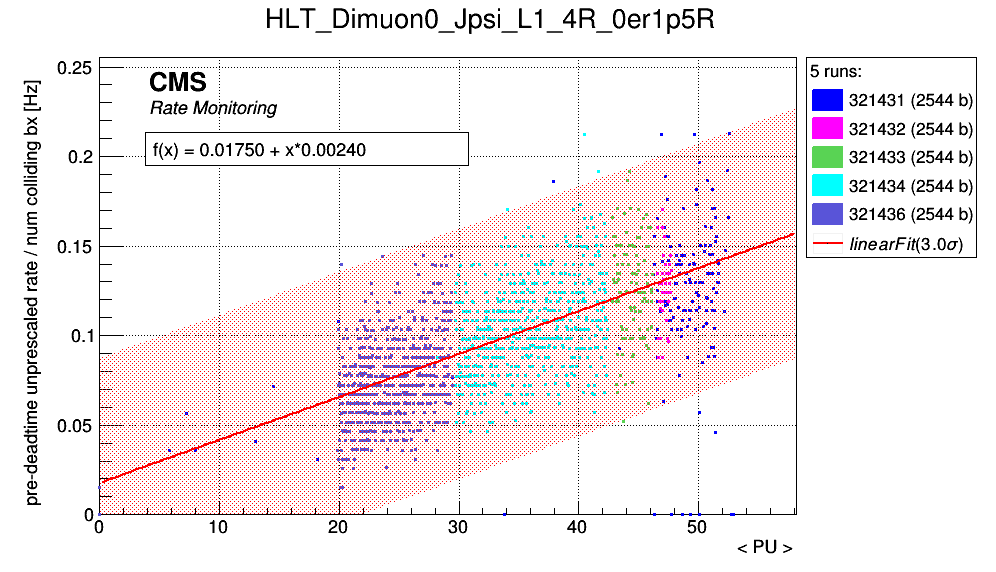 HLT_Dimuon0_Jpsi_L1_4R_0er1p5R
pre-deadtime unprescaled rate / num colliding bx [Hz]
CMS
Rate Monitoring
f(x) = 0.01750 + x*0.00240
0.25
0.2
0.15
0.1
0.05
0
0 10 20 30 40 50
< PU >
5 runs:
321431 (2544 b)
321432 (2544 b)
321433 (2544 b)
321434 (2544 b)
321436 (2544 b)
linearFit(3.0σ)